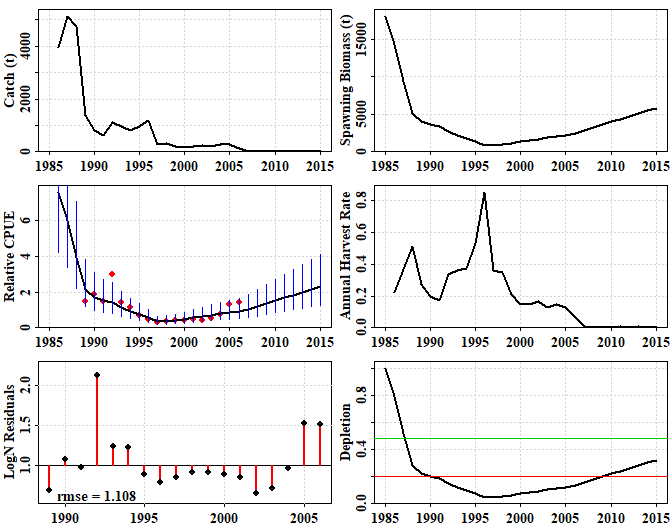 Catch (t)
0
2000
4000
1985 1990 1995 2000 2005 2010 2015
Spawning Biomass (t)
0
5000
15000
1985 1990 1995 2000 2005 2010 2015
Relative CPUE
0
2
4
6
1985 1990 1995 2000 2005 2010 2015
Annual Harvest Rate
0.0
0.2
0.4
0.6
0.8
1985 1990 1995 2000 2005 2010 2015
LogN Residuals
1.0
1.5
2.0
rmse = 1.108
1990 1995 2000 2005
Depletion
0.0
0.4
0.8
1985 1990 1995 2000 2005 2010 2015